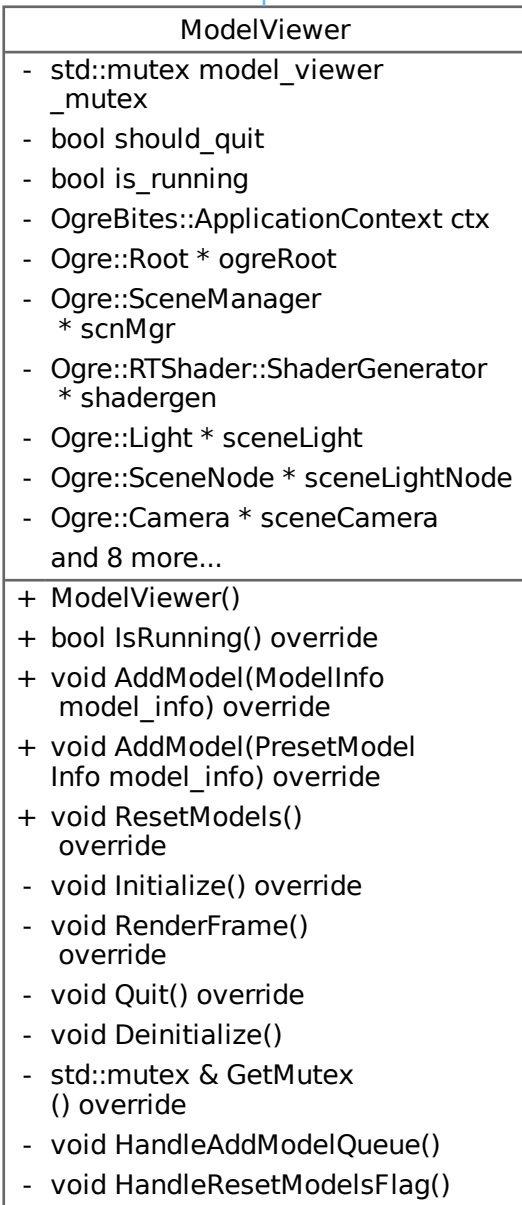 ModelViewer
- std::mutex model_viewer
_mutex
- bool should_quit
- bool is_running
- OgreBites::ApplicationContext ctx
- Ogre::Root * ogreRoot
- Ogre::SceneManager
* scnMgr
- Ogre::RTShader::ShaderGenerator
* shadergen
- Ogre::Light * sceneLight
- Ogre::SceneNode * sceneLightNode
- Ogre::Camera * sceneCamera
and 8 more...
+ ModelViewer()
+ bool IsRunning() override
+ void AddModel(ModelInfo
model_info) override
+ void AddModel(PresetModel
Info model_info) override
+ void ResetModels()
override
- void Initialize() override
- void RenderFrame()
override
- void Quit() override
- void Deinitialize()
- std::mutex & GetMutex
() override
- void HandleAddModelQueue()
- void HandleResetModelsFlag()